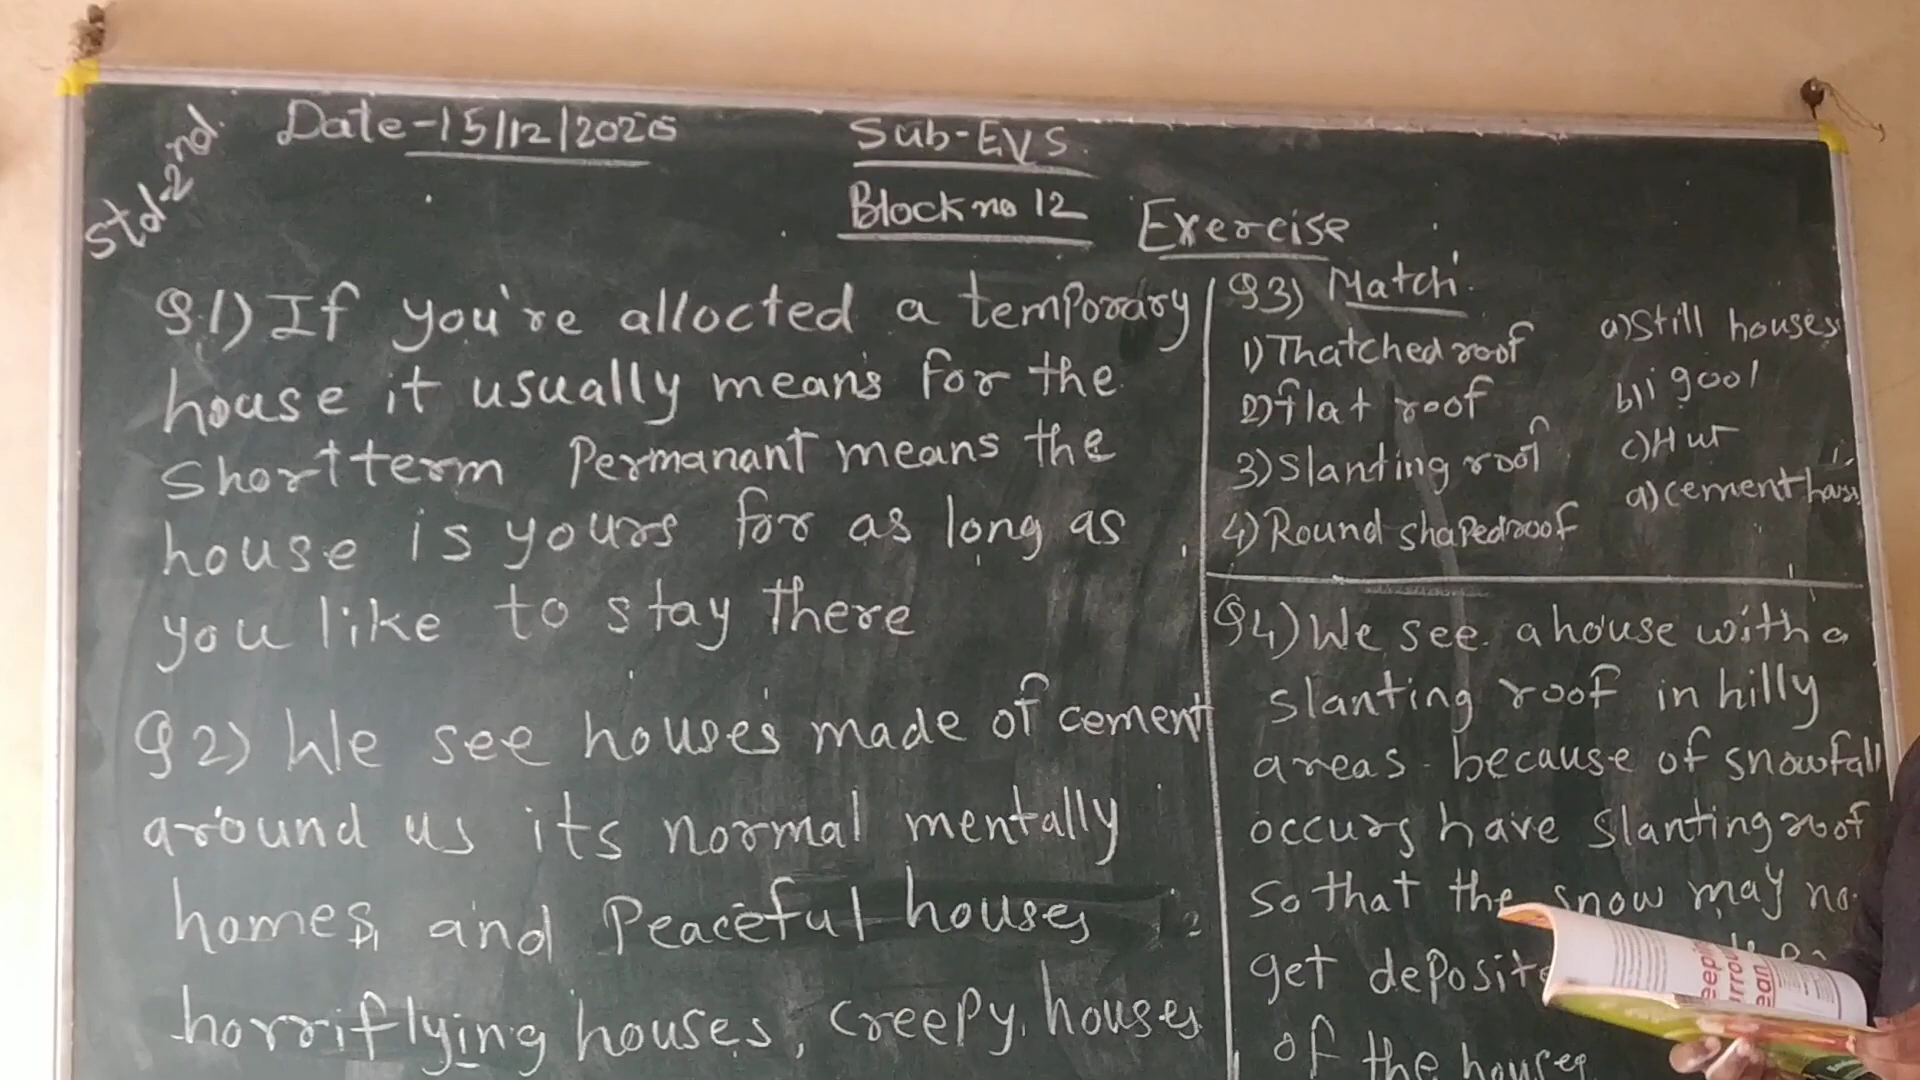 std-2nd.
Date-15/12/2025
Sub-EVS.
Block no 12
Exercise
Q.1) If you're allocted a temporary
house it usually means for the
short term Permanant means the
house is yours for as long as
you like to stay there
Q2) We see houses made of cement
around us its normal mentally
homes, and Peaceful houses
horriflying houses, creepy, houses
Q3) Match
1) Thatched roof a) Still houses
2) flat roof b) igool
3) Slanting roof c) Hut
4) Round shaped roof a) cement
Q4) We see a house with a
slanting roof in hilly
areas. because of snowfall
occurs have slanting roof
so that the snow may
get
of the houses